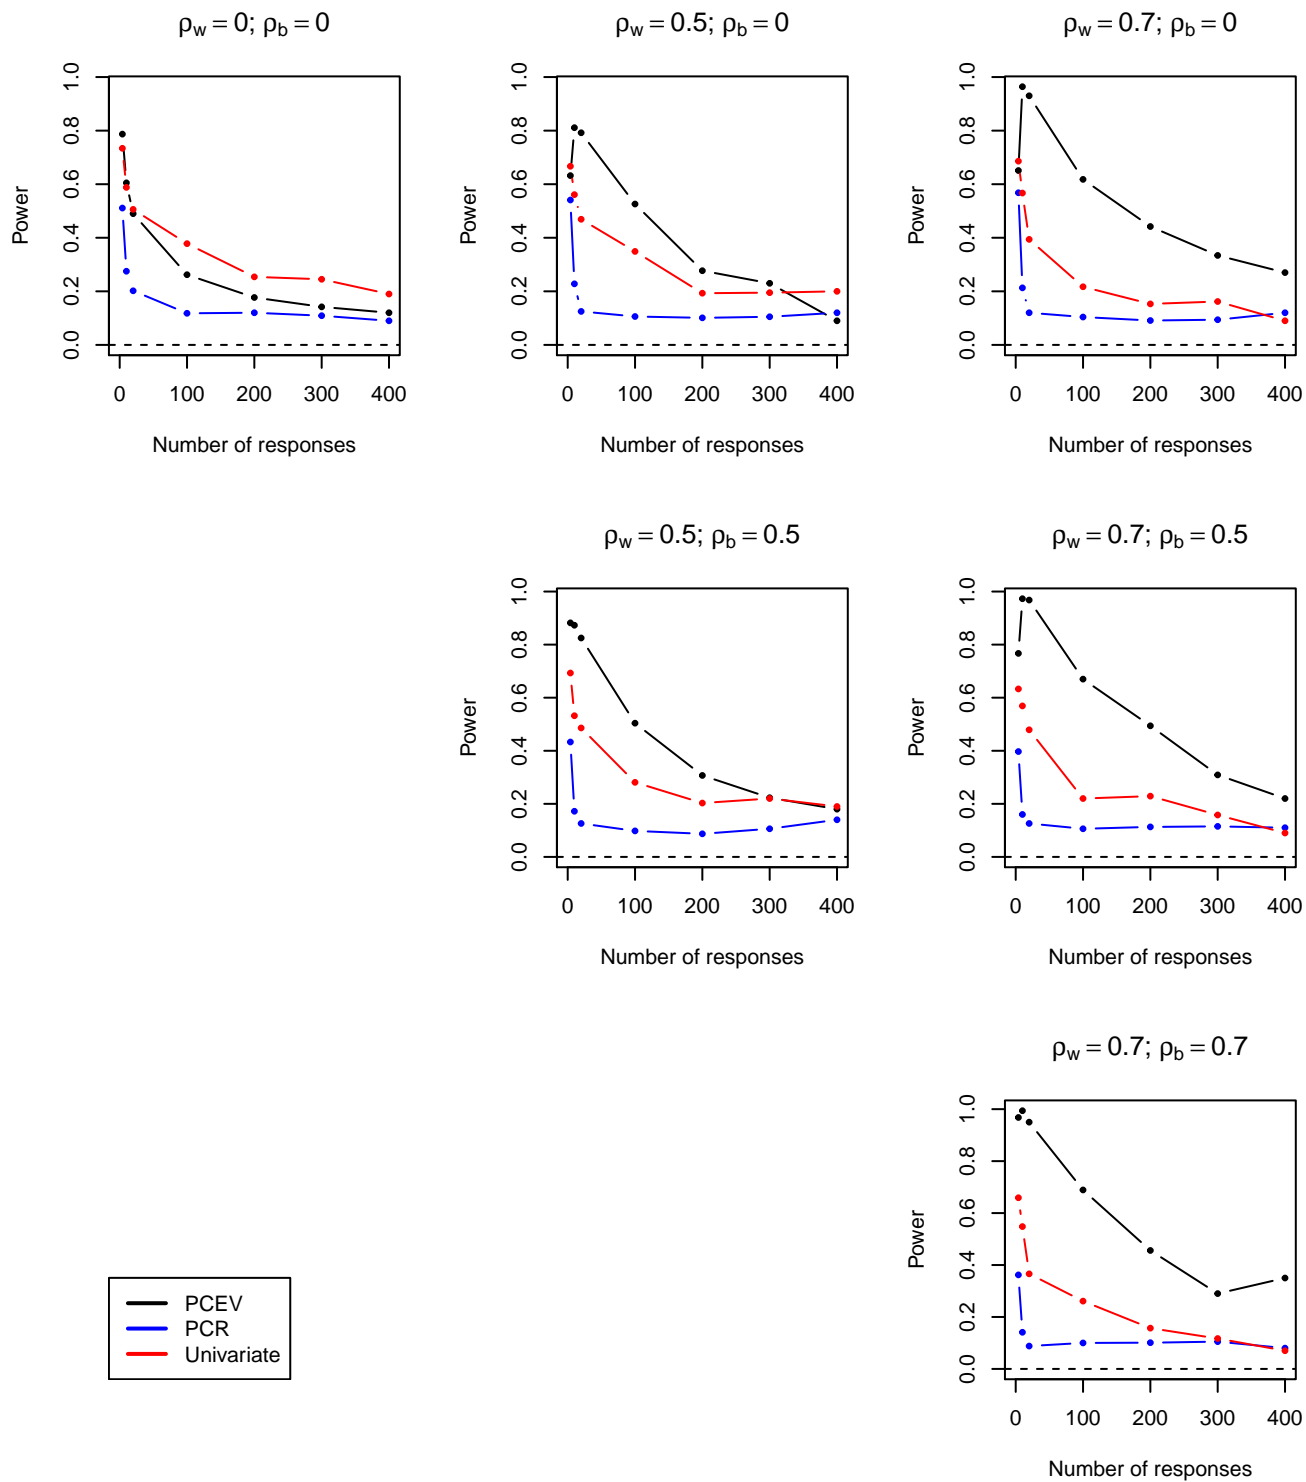 ρw = 0; ρb = 0
1.0
0.8
0.6
0.4
0.2
0.0
Power
0 100 200 300 400
Number of responses
ρw = 0.5; ρb = 0
1.0
0.8
0.6
0.4
0.2
0.0
Power
0 100 200 300 400
Number of responses
ρw = 0.7; ρb = 0
1.0
0.8
0.6
0.4
0.2
0.0
Power
0 100 200 300 400
Number of responses
ρw = 0.5; ρb = 0.5
1.0
0.8
0.6
0.4
0.2
0.0
Power
0 100 200 300 400
Number of responses
ρw = 0.7; ρb = 0.5
1.0
0.8
0.6
0.4
0.2
0.0
Power
0 100 200 300 400
Number of responses
ρw = 0.7; ρb = 0.7
1.0
0.8
0.6
0.4
0.2
0.0
Power
0 100 200 300 400
Number of responses
PCEV
PCR
Univariate